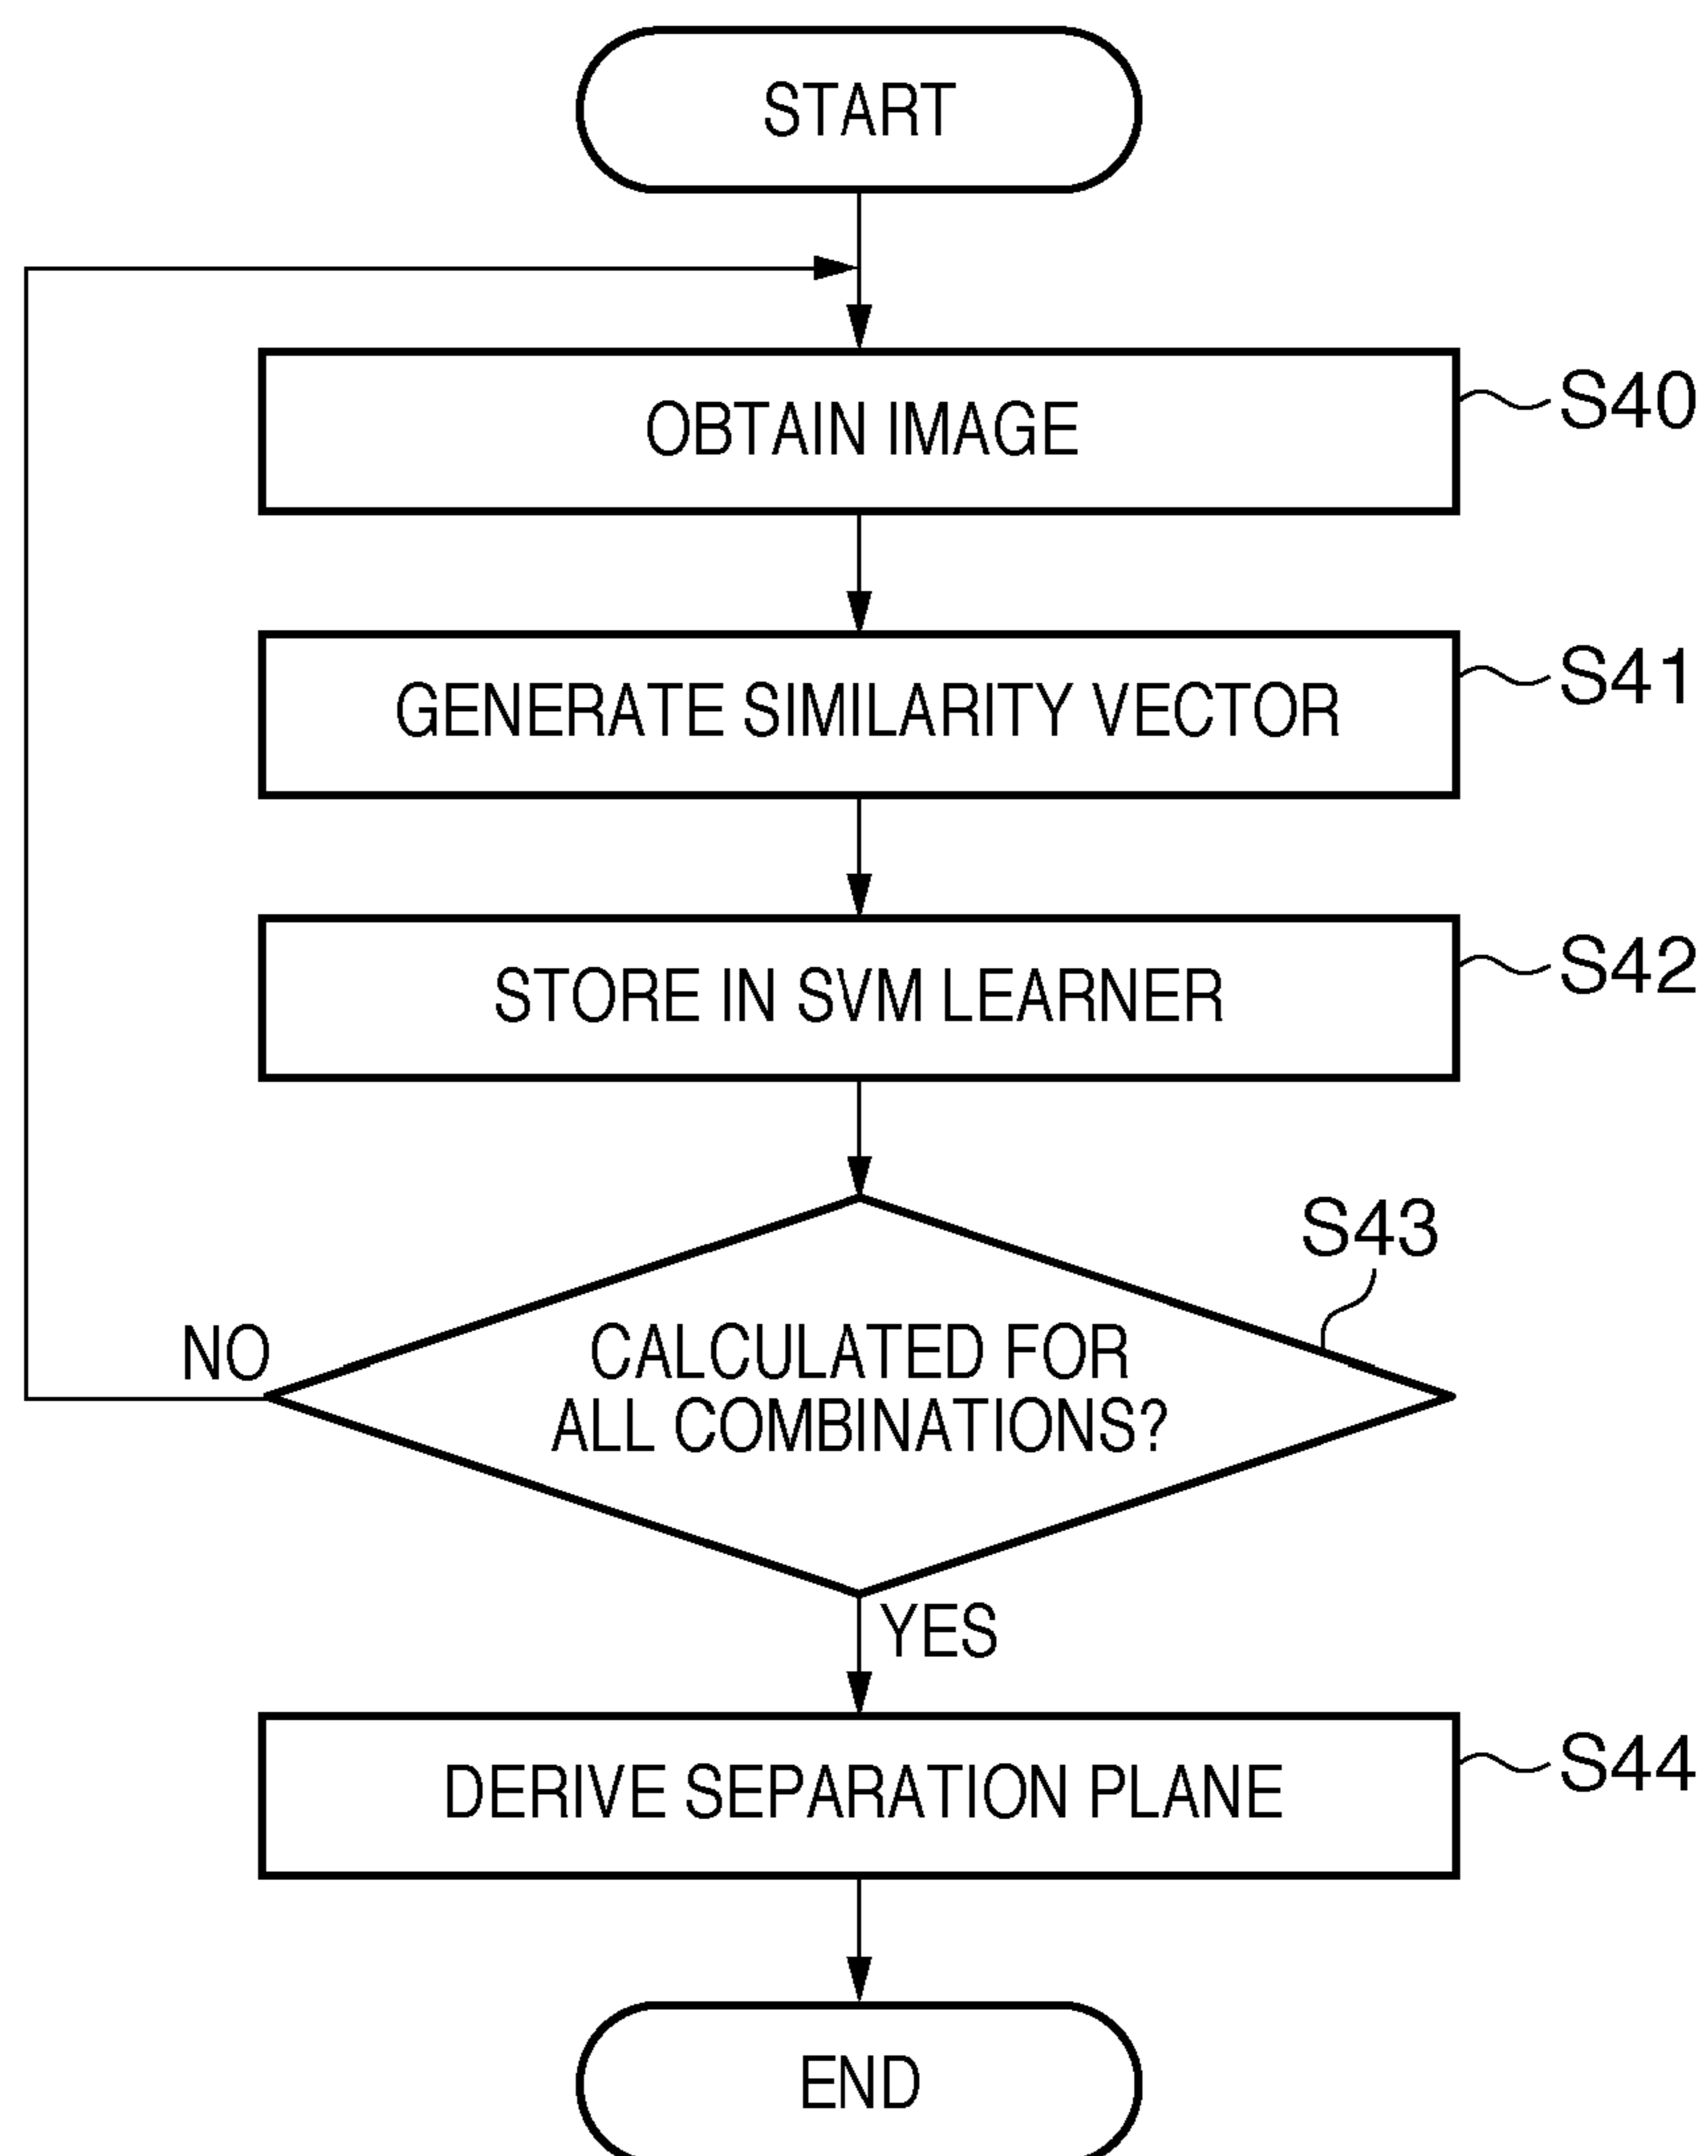 START
OBTAIN IMAGE
S40
GENERATE SIMILARITY VECTOR
S41
STORE IN SVM LEARNER
S42
S43
CALCULATED FOR
ALL COMBINATIONS?
NO
YES
DERIVE SEPARATION PLANE
S44
END